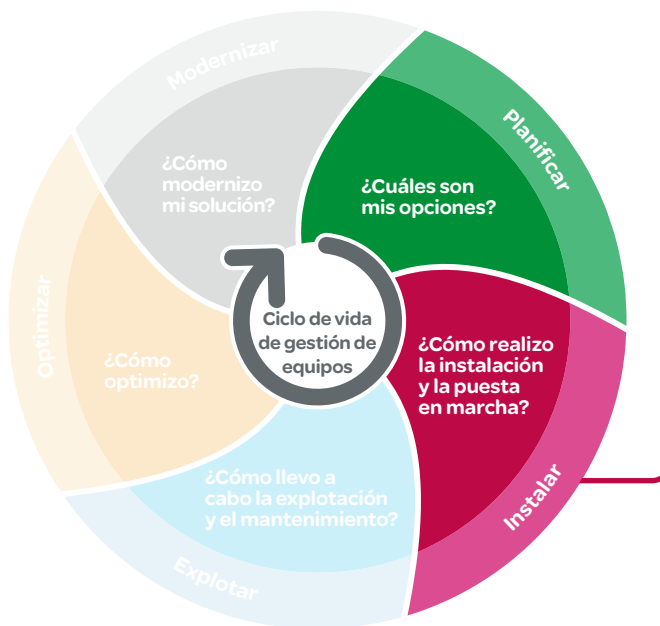 Modernizar
Planificar
¿Cómo
modernizo
mi solución?
¿Cuáles son
mis opciones?
Optimizar
Ciclo de vida
de gestión de
equipos
¿Cómo
optimizo?
¿Cómo realizo
la instalación
y la puesta
en marcha?
¿Cómo llevo a
cabo la explotación
y el mantenimiento?
Instalar
Explotar